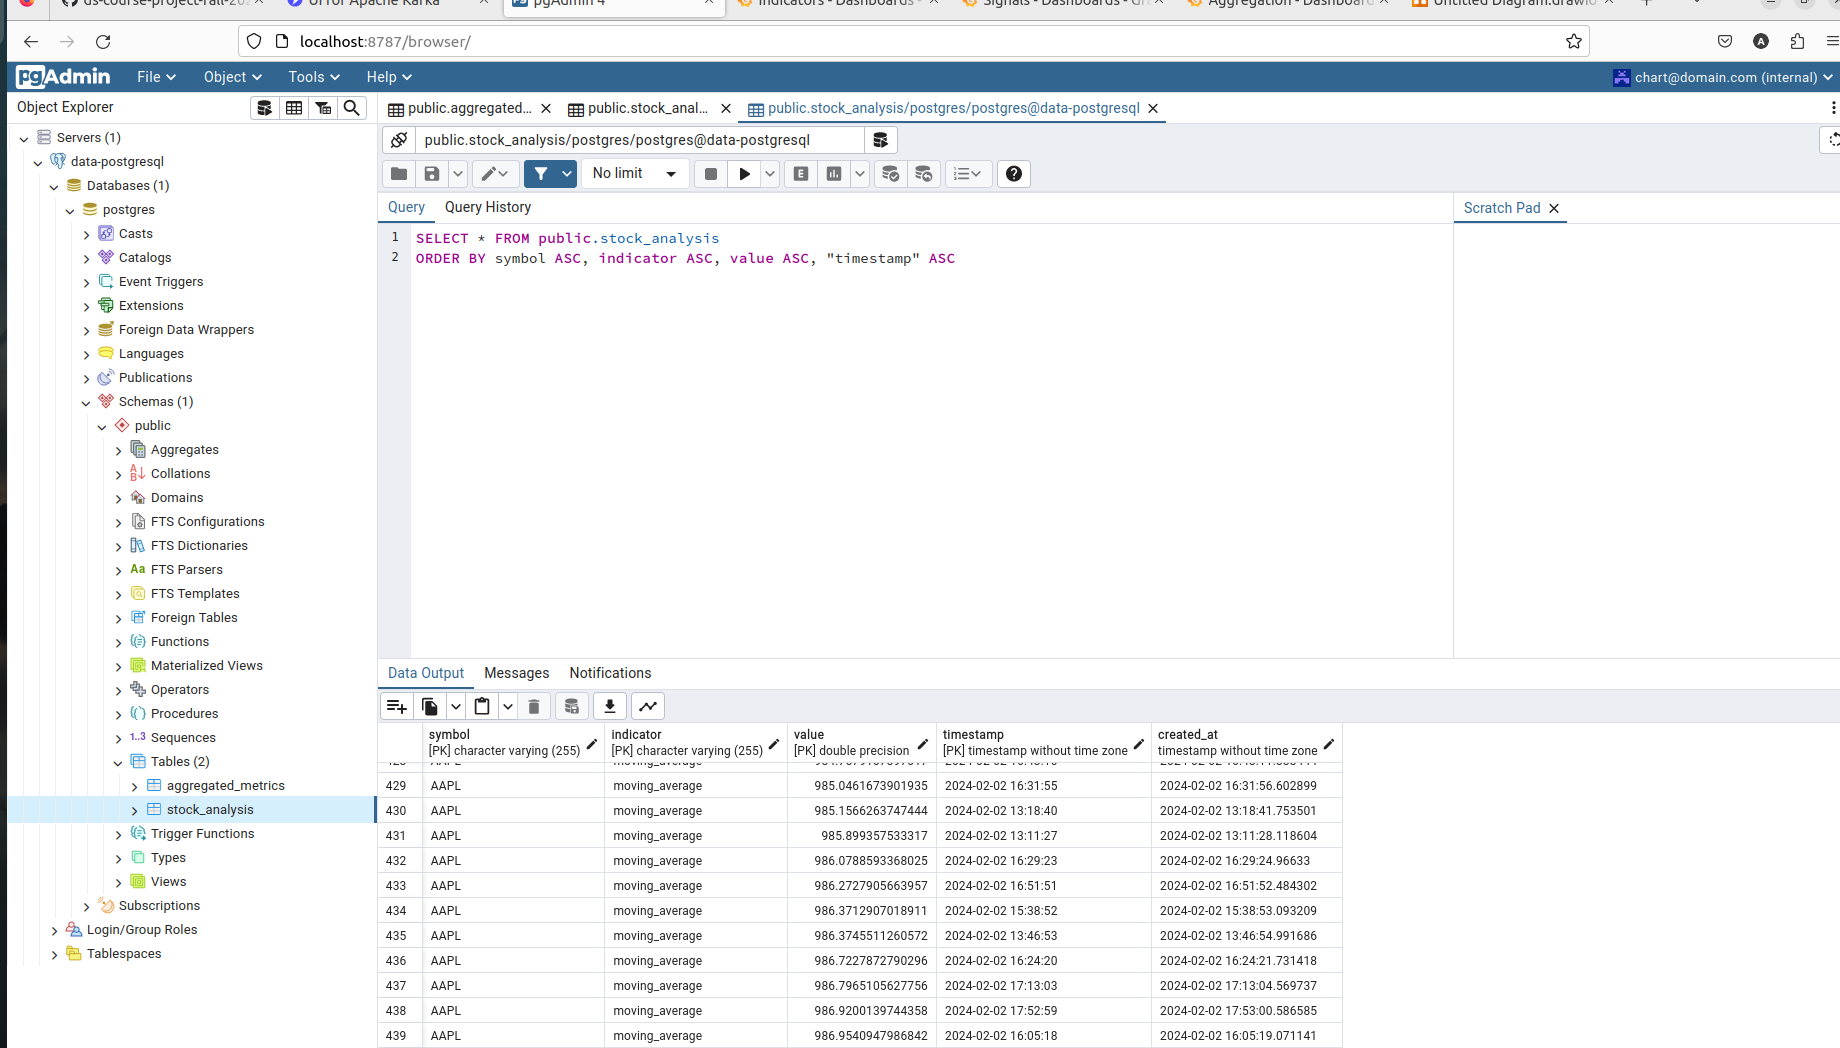 pgAdmin 4
Indicators - Dashboards -
Signals - Dashboards - Gr
Aggregation - Dashboard
Untitled Diagram.drawio
localhost:8787/browser/
A
pgAdmin
File
Object
Tools
Help
chart@domain.com (internal)
Object Explorer
public.aggregated...
public.stock_anal...
public.stock_analysis/postgres/postgres@data-postgresql
Servers (1)
data-postgresql
Databases (1)
postgres
Casts
Catalogs
Event Triggers
Extensions
Foreign Data Wrappers
Languages
Publications
Schemas (1)
public
Aggregates
Collations
Domains
FTS Configurations
FTS Dictionaries
Aa FTS Parsers
FTS Templates
Foreign Tables
Functions
Materialized Views
Operators
Procedures
1..3 Sequences
Tables (2)
aggregated_metrics
stock_analysis
Trigger Functions
Types
Views
Subscriptions
Login/Group Roles
Tablespaces
public.stock_analysis/postgres/postgres@data-postgresql
No limit
E
Query
Query History
Scratch Pad
1 SELECT * FROM public.stock_analysis
2 ORDER BY symbol ASC, indicator ASC, value ASC, "timestamp" ASC
Data Output
Messages
Notifications
symbol indicator value timestamp created_at
[PK] character varying (255) [PK] character varying (255) [PK] double precision [PK] timestamp without time zone timestamp without time zone
429 AAPL moving_average 985.0461673901935 2024-02-02 16:31:55 2024-02-02 16:31:56.602899
430 AAPL moving_average 985.1566263747444 2024-02-02 13:18:40 2024-02-02 13:18:41.753501
431 AAPL moving_average 985.899357533317 2024-02-02 13:11:27 2024-02-02 13:11:28.118604
432 AAPL moving_average 986.0788593368025 2024-02-02 16:29:23 2024-02-02 16:29:24.96633
433 AAPL moving_average 986.2727905663957 2024-02-02 16:51:51 2024-02-02 16:51:52.484302
434 AAPL moving_average 986.3712907018911 2024-02-02 15:38:52 2024-02-02 15:38:53.093209
435 AAPL moving_average 986.3745511260572 2024-02-02 13:46:53 2024-02-02 13:46:54.991686
436 AAPL moving_average 986.7227872790296 2024-02-02 16:24:20 2024-02-02 16:24:21.731418
437 AAPL moving_average 986.7965105627756 2024-02-02 17:13:03 2024-02-02 17:13:04.569737
438 AAPL moving_average 986.9200139744358 2024-02-02 17:52:59 2024-02-02 17:53:00.586585
439 AAPL moving_average 986.9540947986842 2024-02-02 16:05:18 2024-02-02 16:05:19.071141